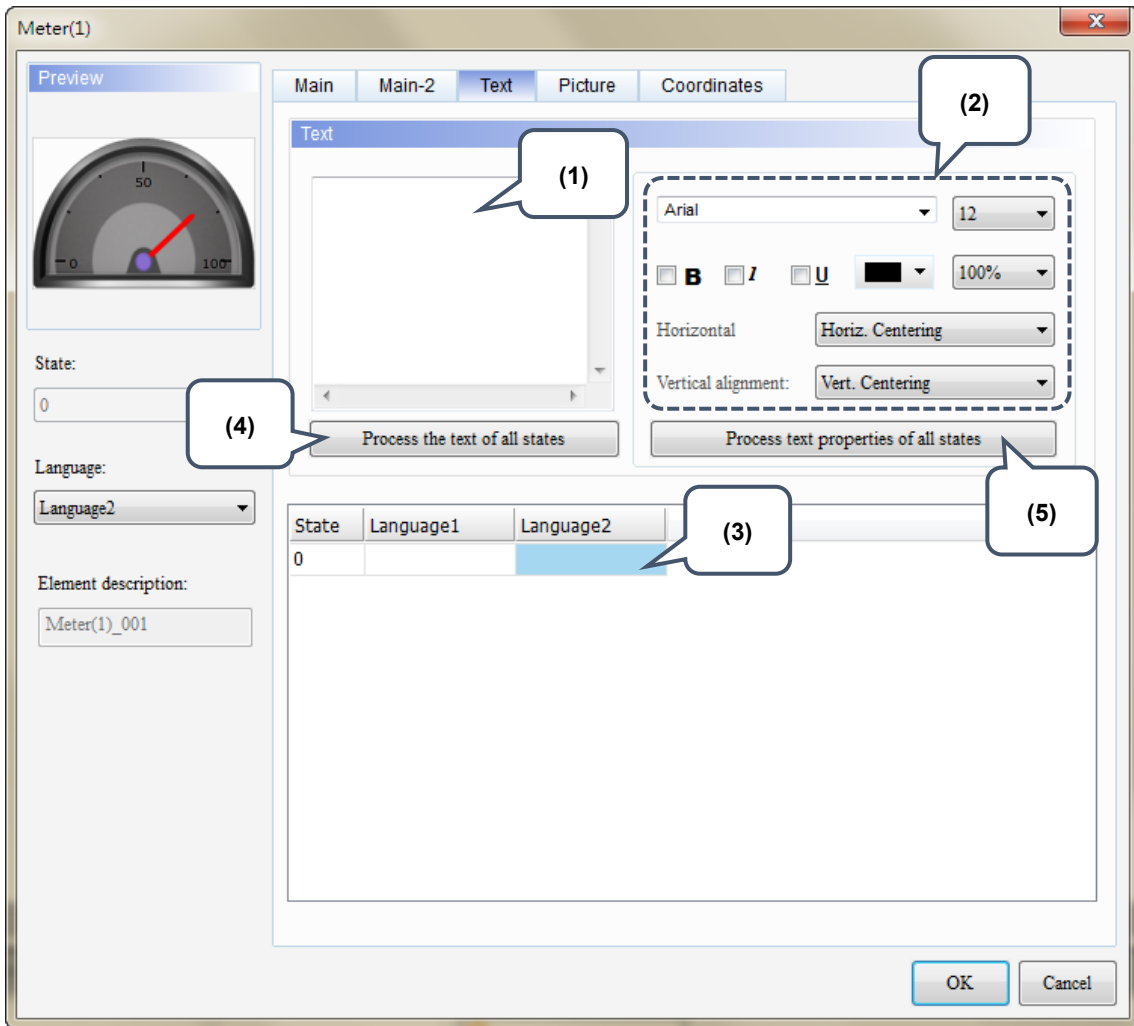 Meter(1)
Preview
50
0
100
State:
0
Language:
Language2
Element description:
Meter(1)_001
Main Main-2 Text Picture Coordinates
Text
(1)
(2)
Arial 12
B I U 100%
Horizontal Horiz. Centering
Vertical alignment: Vert. Centering
(4)
Process the text of all states
Process text properties of all states
(5)
State Language1 Language2
(3)
0
OK Cancel